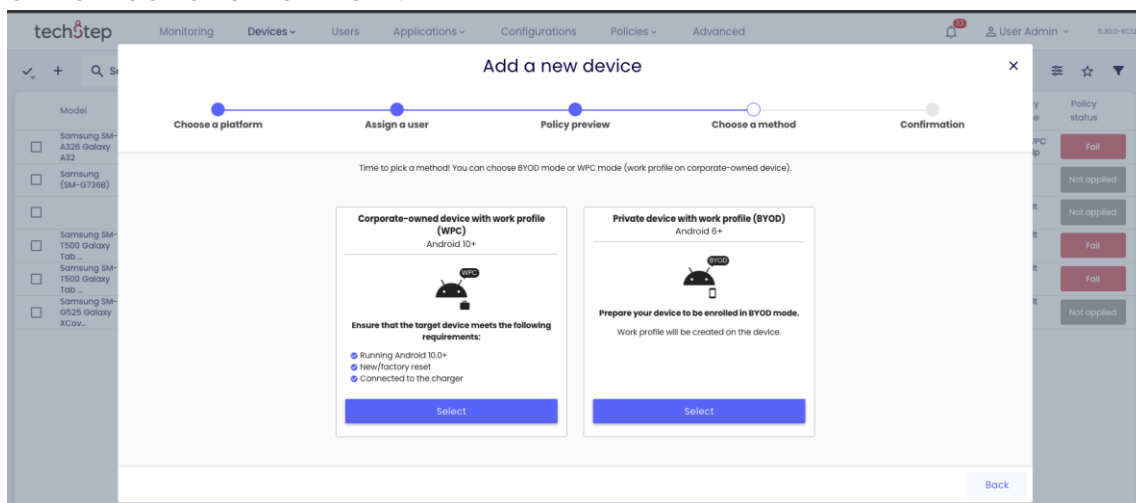 techstep
Monitoring
Devices
Users
Applications
Configurations
Policies
Advanced
33
User Admin
Add a new device
Model
Policy
status
Choose a platform
Assign a user
Policy preview
Choose a method
Confirmation
Samsung SM-
A326 Galaxy
A32
Fail
Time to pick a method! You can choose BYOD mode or WPC mode (work profile on corporate-owned device).
Samsung
(SM-G736B)
Not applied
Not applied
Samsung SM-
T500 Galaxy
Tab ...
Fail
Samsung SM-
T500 Galaxy
Tab ...
Fail
Samsung SM-
G525 Galaxy
XCov...
Not applied
Corporate-owned device with work profile
(WPC)
Android 10+
WPC
Ensure that the target device meets the following
requirements:
Running Android 10.0+
New/factory reset
Connected to the charger
Select
Private device with work profile (BYOD)
Android 6+
BYOD
Prepare your device to be enrolled in BYOD mode.
Work profile will be created on the device.
Select
Back